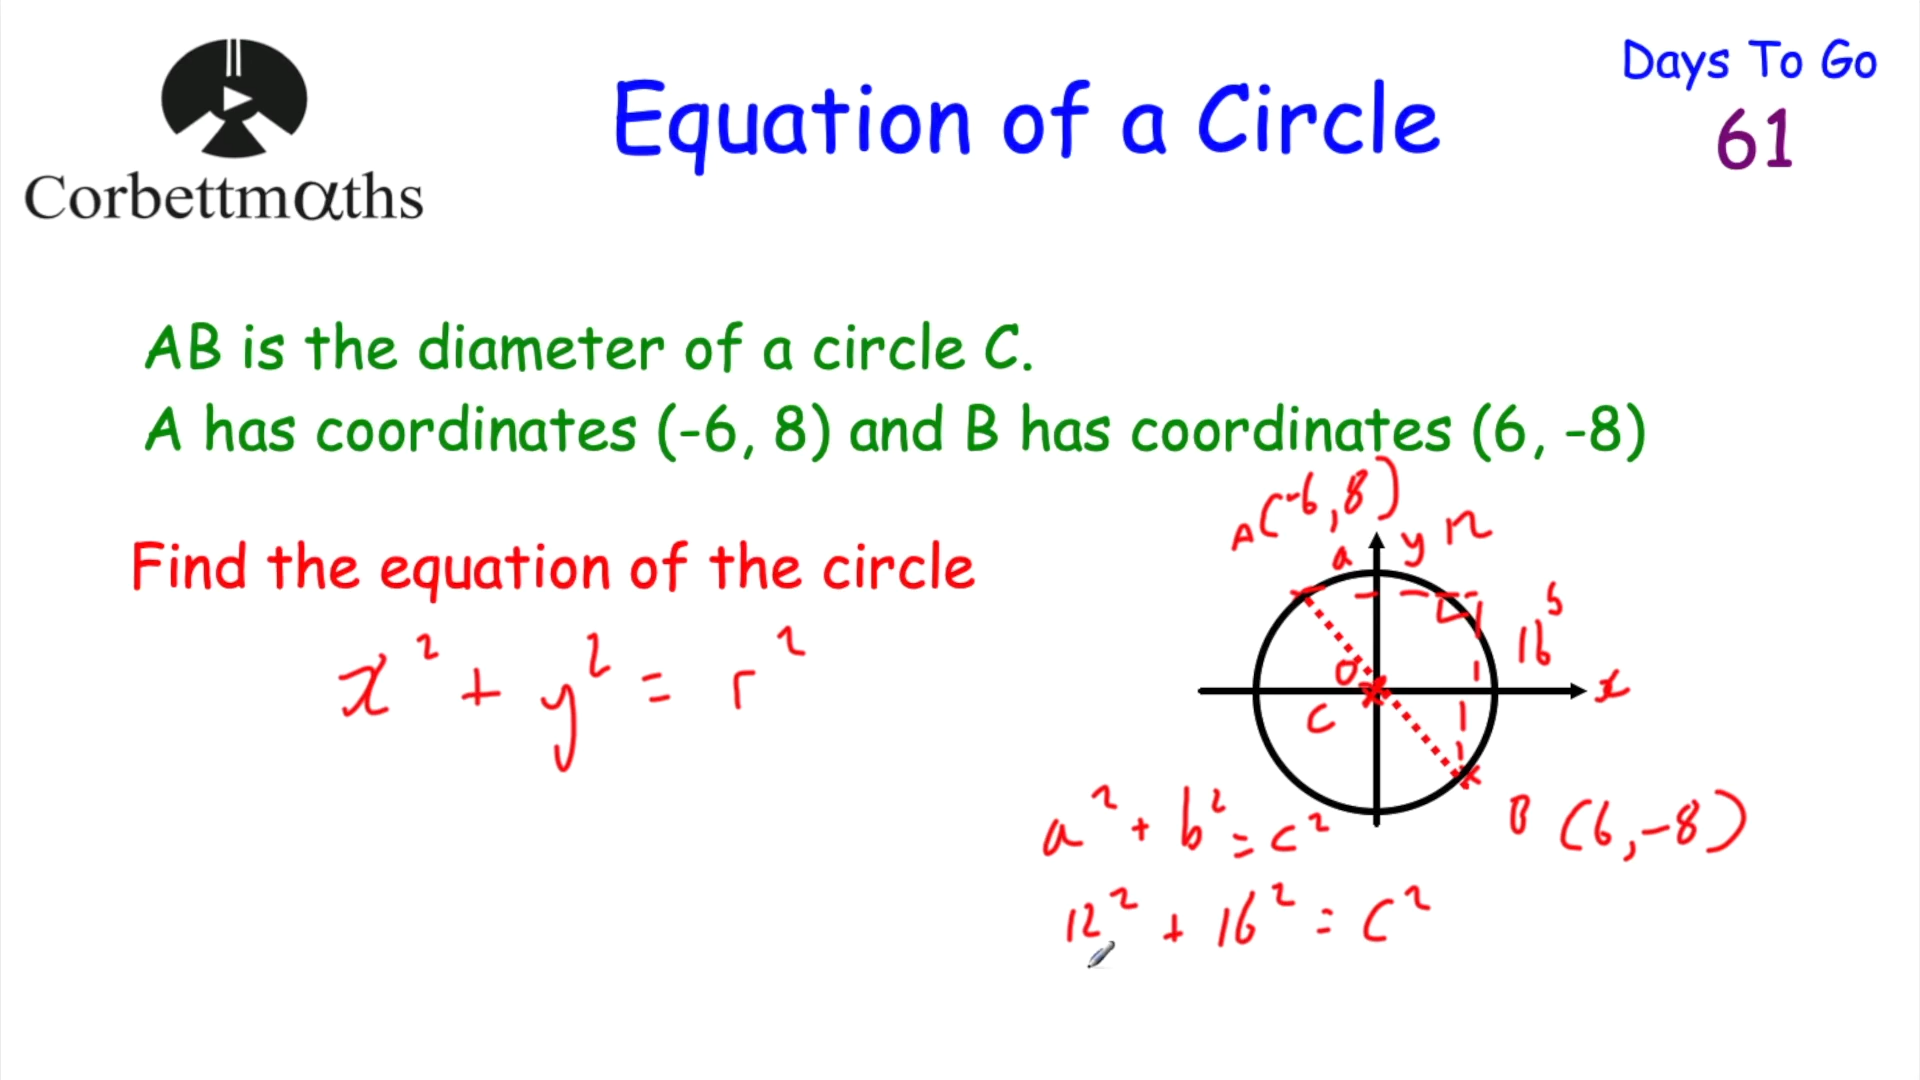 Corbettmαths
Equation of a Circle
Days To Go
61
AB is the diameter of a circle C.
A has coordinates (-6, 8) and B has coordinates (6, -8)
Find the equation of the circle
x² + y² = r²
A(-6, 8)
a
y
12
b
16
O
x
C
B (6, -8)
a² + b² = c²
12² + 16² = c²